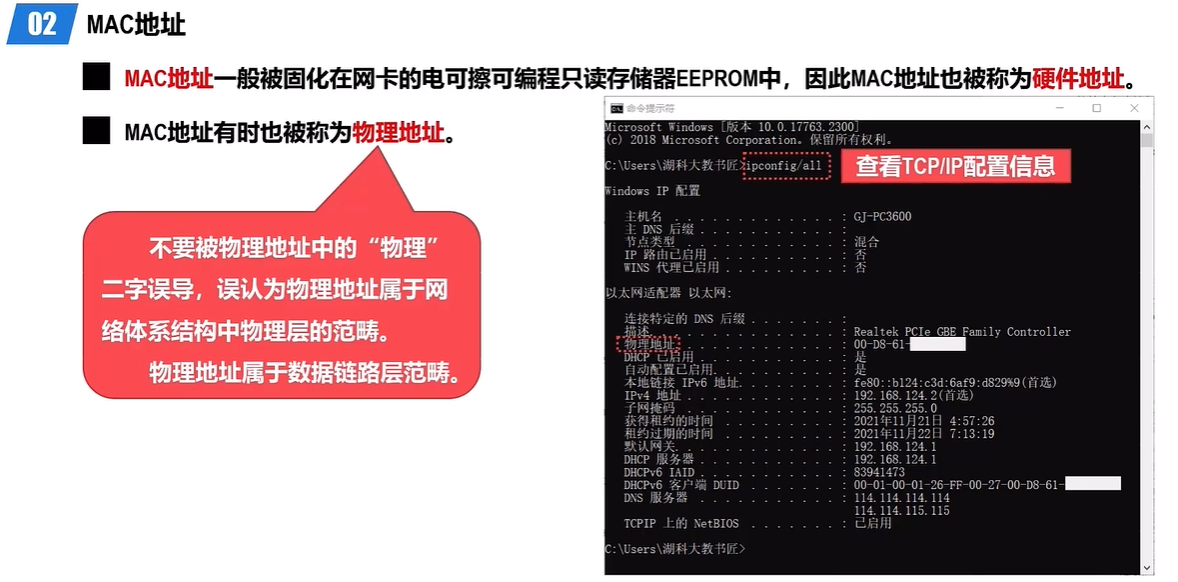 02 MAC地址
MAC地址一般被固化在网卡的电可擦可编程只读存储器EEPROM中，因此MAC地址也被称为硬件地址。
MAC地址有时也被称为物理地址。
不要被物理地址中的“物理”
二字误导，误认为物理地址属于网
络体系结构中物理层的范畴。
物理地址属于数据链路层范畴。
命令提示符
Microsoft Windows [版本 10.0.17763.2300]
(c) 2018 Microsoft Corporation。保留所有权利。
C:\Users\湖科大教书匠>ipconfig/all
查看TCP/IP配置信息
Windows IP 配置
主机名 . . . . . . . . . . . . . : GJ-PC3600
主 DNS 后缀 . . . . . . . . . . . :
节点类型 . . . . . . . . . . . . : 混合
IP 路由已启用 . . . . . . . . . . : 否
WINS 代理已启用 . . . . . . . . . : 否
以太网适配器 以太网:
连接特定的 DNS 后缀 . . . . . . . :
描述. . . . . . . . . . . . . . . : Realtek PCIe GBE Family Controller
物理地址. . . . . . . . . . . . . : 00-D8-61-
DHCP 已启用 . . . . . . . . . . . : 是
自动配置已启用. . . . . . . . . . : 是
本地链接 IPv6 地址. . . . . . . . : fe80::b124:c3d:6af9:d829%9(首选)
IPv4 地址 . . . . . . . . . . . . : 192.168.124.2(首选)
子网掩码 . . . . . . . . . . . . : 255.255.255.0
获得租约的时间 . . . . . . . . . : 2021年11月21日 4:57:26
租约过期的时间 . . . . . . . . . : 2021年11月22日 7:13:19
默认网关. . . . . . . . . . . . . : 192.168.124.1
DHCP 服务器 . . . . . . . . . . . : 192.168.124.1
DHCPv6 IAID . . . . . . . . . . . : 83941473
DHCPv6 客户端 DUID . . . . . . . : 00-01-00-01-26-FF-00-27-00-D8-61-
DNS 服务器 . . . . . . . . . . . : 114.114.114.114
114.114.115.115
TCPIP 上的 NetBIOS . . . . . . . : 已启用
C:\Users\湖科大教书匠>